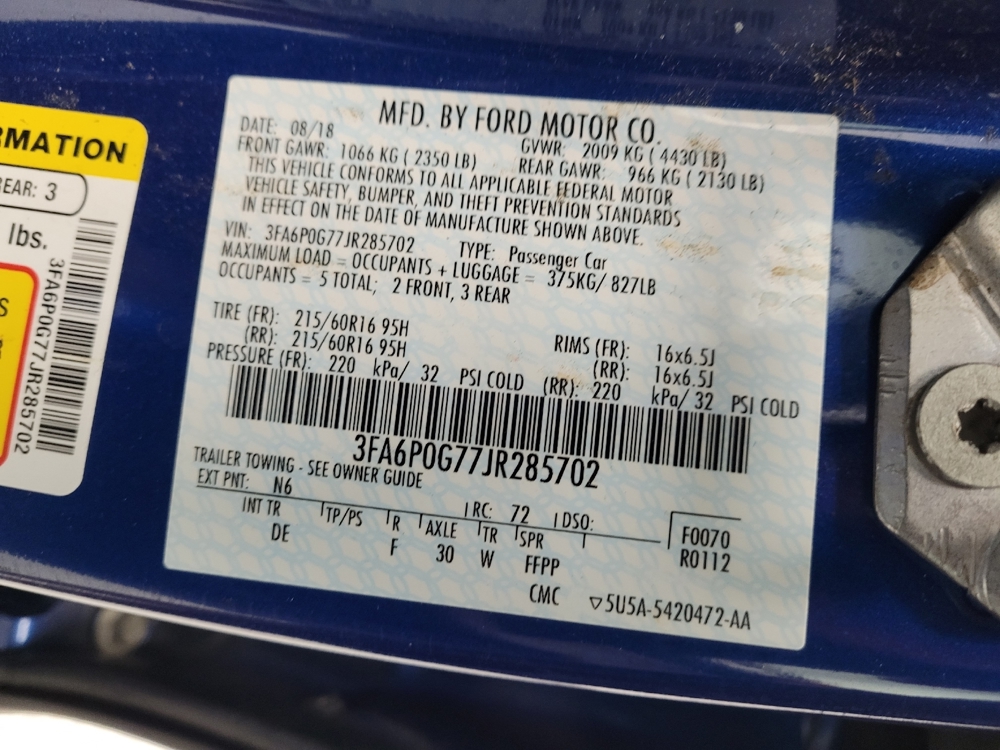 RMATION
REAR: 3
lbs.
S
3FA6P0G77JR285702
MFD. BY FORD MOTOR CO.
DATE: 08/18 GVWR: 2009 KG ( 4430 LB)
FRONT GAWR: 1066 KG ( 2350 LB) REAR GAWR: 966 KG ( 2130 LB)
THIS VEHICLE CONFORMS TO ALL APPLICABLE FEDERAL MOTOR
VEHICLE SAFETY, BUMPER, AND THEFT PREVENTION STANDARDS
IN EFFECT ON THE DATE OF MANUFACTURE SHOWN ABOVE.
VIN: 3FA6P0G77JR285702 TYPE: Passenger Car
MAXIMUM LOAD = OCCUPANTS + LUGGAGE = 375KG/ 827LB
OCCUPANTS = 5 TOTAL; 2 FRONT, 3 REAR
TIRE (FR): 215/60R16 95H RIMS (FR): 16x6.5J
(RR): 215/60R16 95H (RR): 16x6.5J
PRESSURE (FR): 220 kPa/ 32 PSI COLD (RR): 220 kPa/ 32 PSI COLD
3FA6P0G77JR285702
TRAILER TOWING - SEE OWNER GUIDE
EXT PNT: N6 RC: 72 DSO:
INT TR TP/PS R AXLE TR SPR F0070
DE F 30 W FFPP R0112
CMC ▽5U5A-5420472-AA